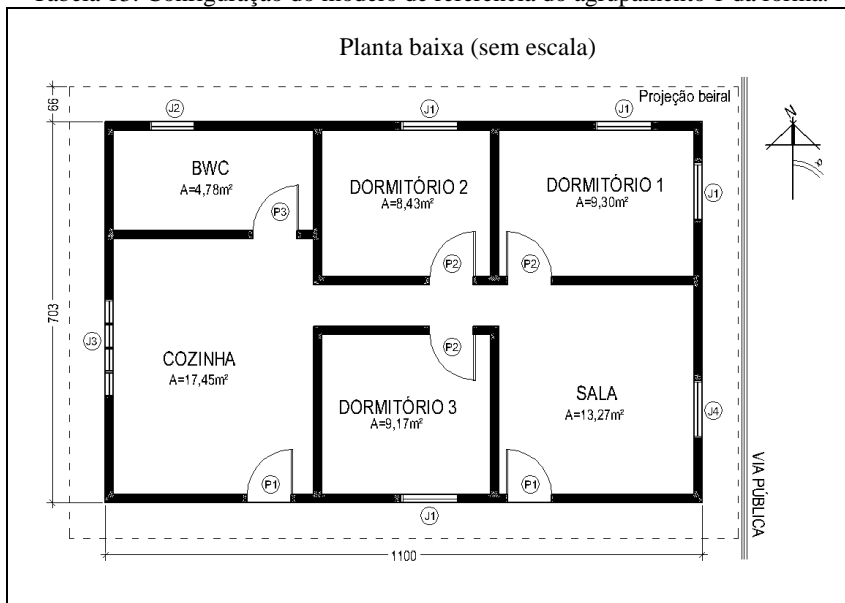 Tabela 15: Configuração do modelo de referência do agrupamento 1 da forma.
Planta baixa (sem escala)
66
J2
J1
J1
Projeção beiral
N
BWC
A=4,78m²
P3
DORMITÓRIO 2
A=8,43m²
P2
DORMITÓRIO 1
A=9,30m²
P2
J1
703
J3
COZINHA
A=17,45m²
P1
P2
DORMITÓRIO 3
A=9,17m²
J1
SALA
A=13,27m²
P1
J4
VIA PÚBLICA
1100